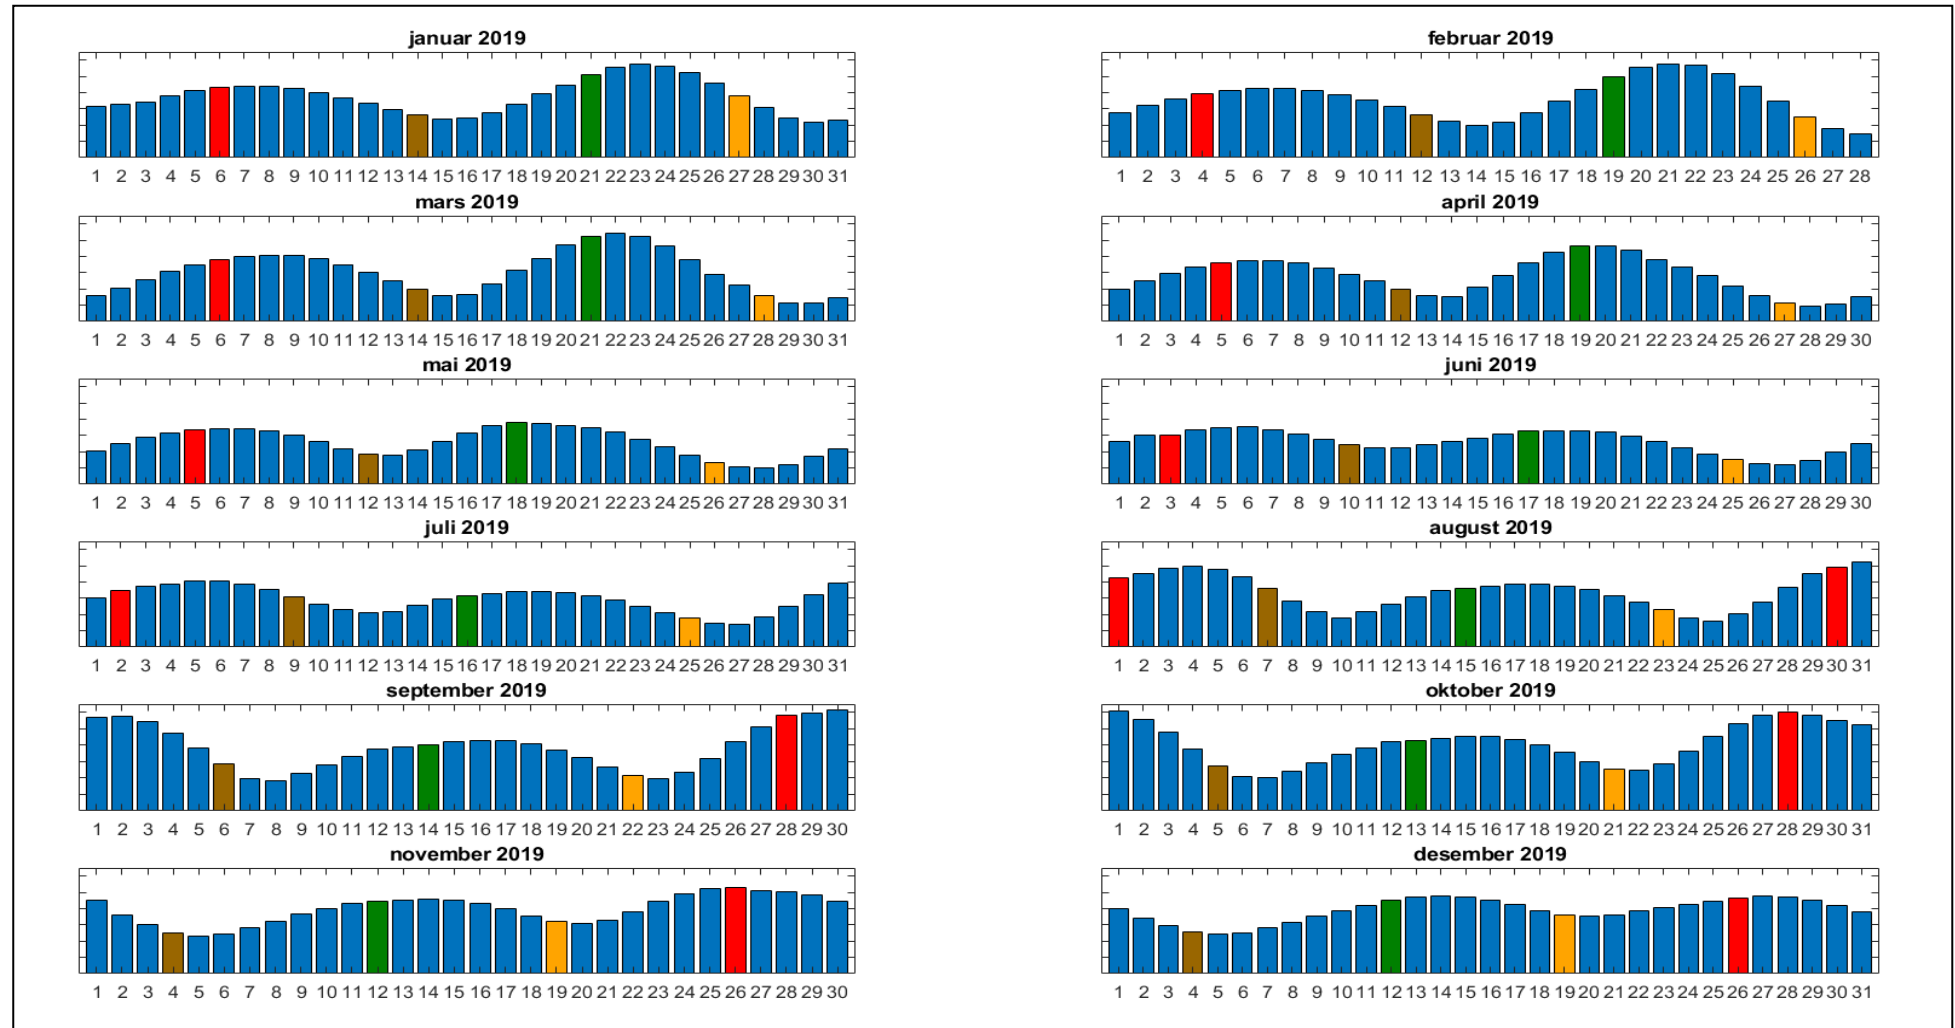 januar 2019
1 2 3 4 5 6 7 8 9 10 11 12 13 14 15 16 17 18 19 20 21 22 23 24 25 26 27 28 29 30 31
februar 2019
1 2 3 4 5 6 7 8 9 10 11 12 13 14 15 16 17 18 19 20 21 22 23 24 25 26 27 28
mars 2019
1 2 3 4 5 6 7 8 9 10 11 12 13 14 15 16 17 18 19 20 21 22 23 24 25 26 27 28 29 30 31
april 2019
1 2 3 4 5 6 7 8 9 10 11 12 13 14 15 16 17 18 19 20 21 22 23 24 25 26 27 28 29 30
mai 2019
1 2 3 4 5 6 7 8 9 10 11 12 13 14 15 16 17 18 19 20 21 22 23 24 25 26 27 28 29 30 31
juni 2019
1 2 3 4 5 6 7 8 9 10 11 12 13 14 15 16 17 18 19 20 21 22 23 24 25 26 27 28 29 30
juli 2019
1 2 3 4 5 6 7 8 9 10 11 12 13 14 15 16 17 18 19 20 21 22 23 24 25 26 27 28 29 30 31
august 2019
1 2 3 4 5 6 7 8 9 10 11 12 13 14 15 16 17 18 19 20 21 22 23 24 25 26 27 28 29 30 31
september 2019
1 2 3 4 5 6 7 8 9 10 11 12 13 14 15 16 17 18 19 20 21 22 23 24 25 26 27 28 29 30
oktober 2019
1 2 3 4 5 6 7 8 9 10 11 12 13 14 15 16 17 18 19 20 21 22 23 24 25 26 27 28 29 30 31
november 2019
1 2 3 4 5 6 7 8 9 10 11 12 13 14 15 16 17 18 19 20 21 22 23 24 25 26 27 28 29 30
desember 2019
1 2 3 4 5 6 7 8 9 10 11 12 13 14 15 16 17 18 19 20 21 22 23 24 25 26 27 28 29 30 31